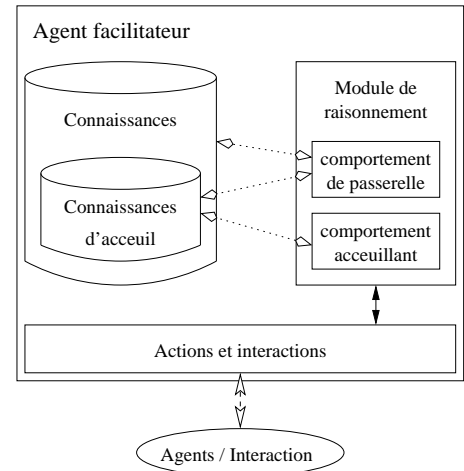 Agent facilitateur
Connaissances
Connaissances
d'acceuil
Module de
raisonnement
comportement
de passerelle
comportement
acceuillant
Actions et interactions
Agents / Interaction